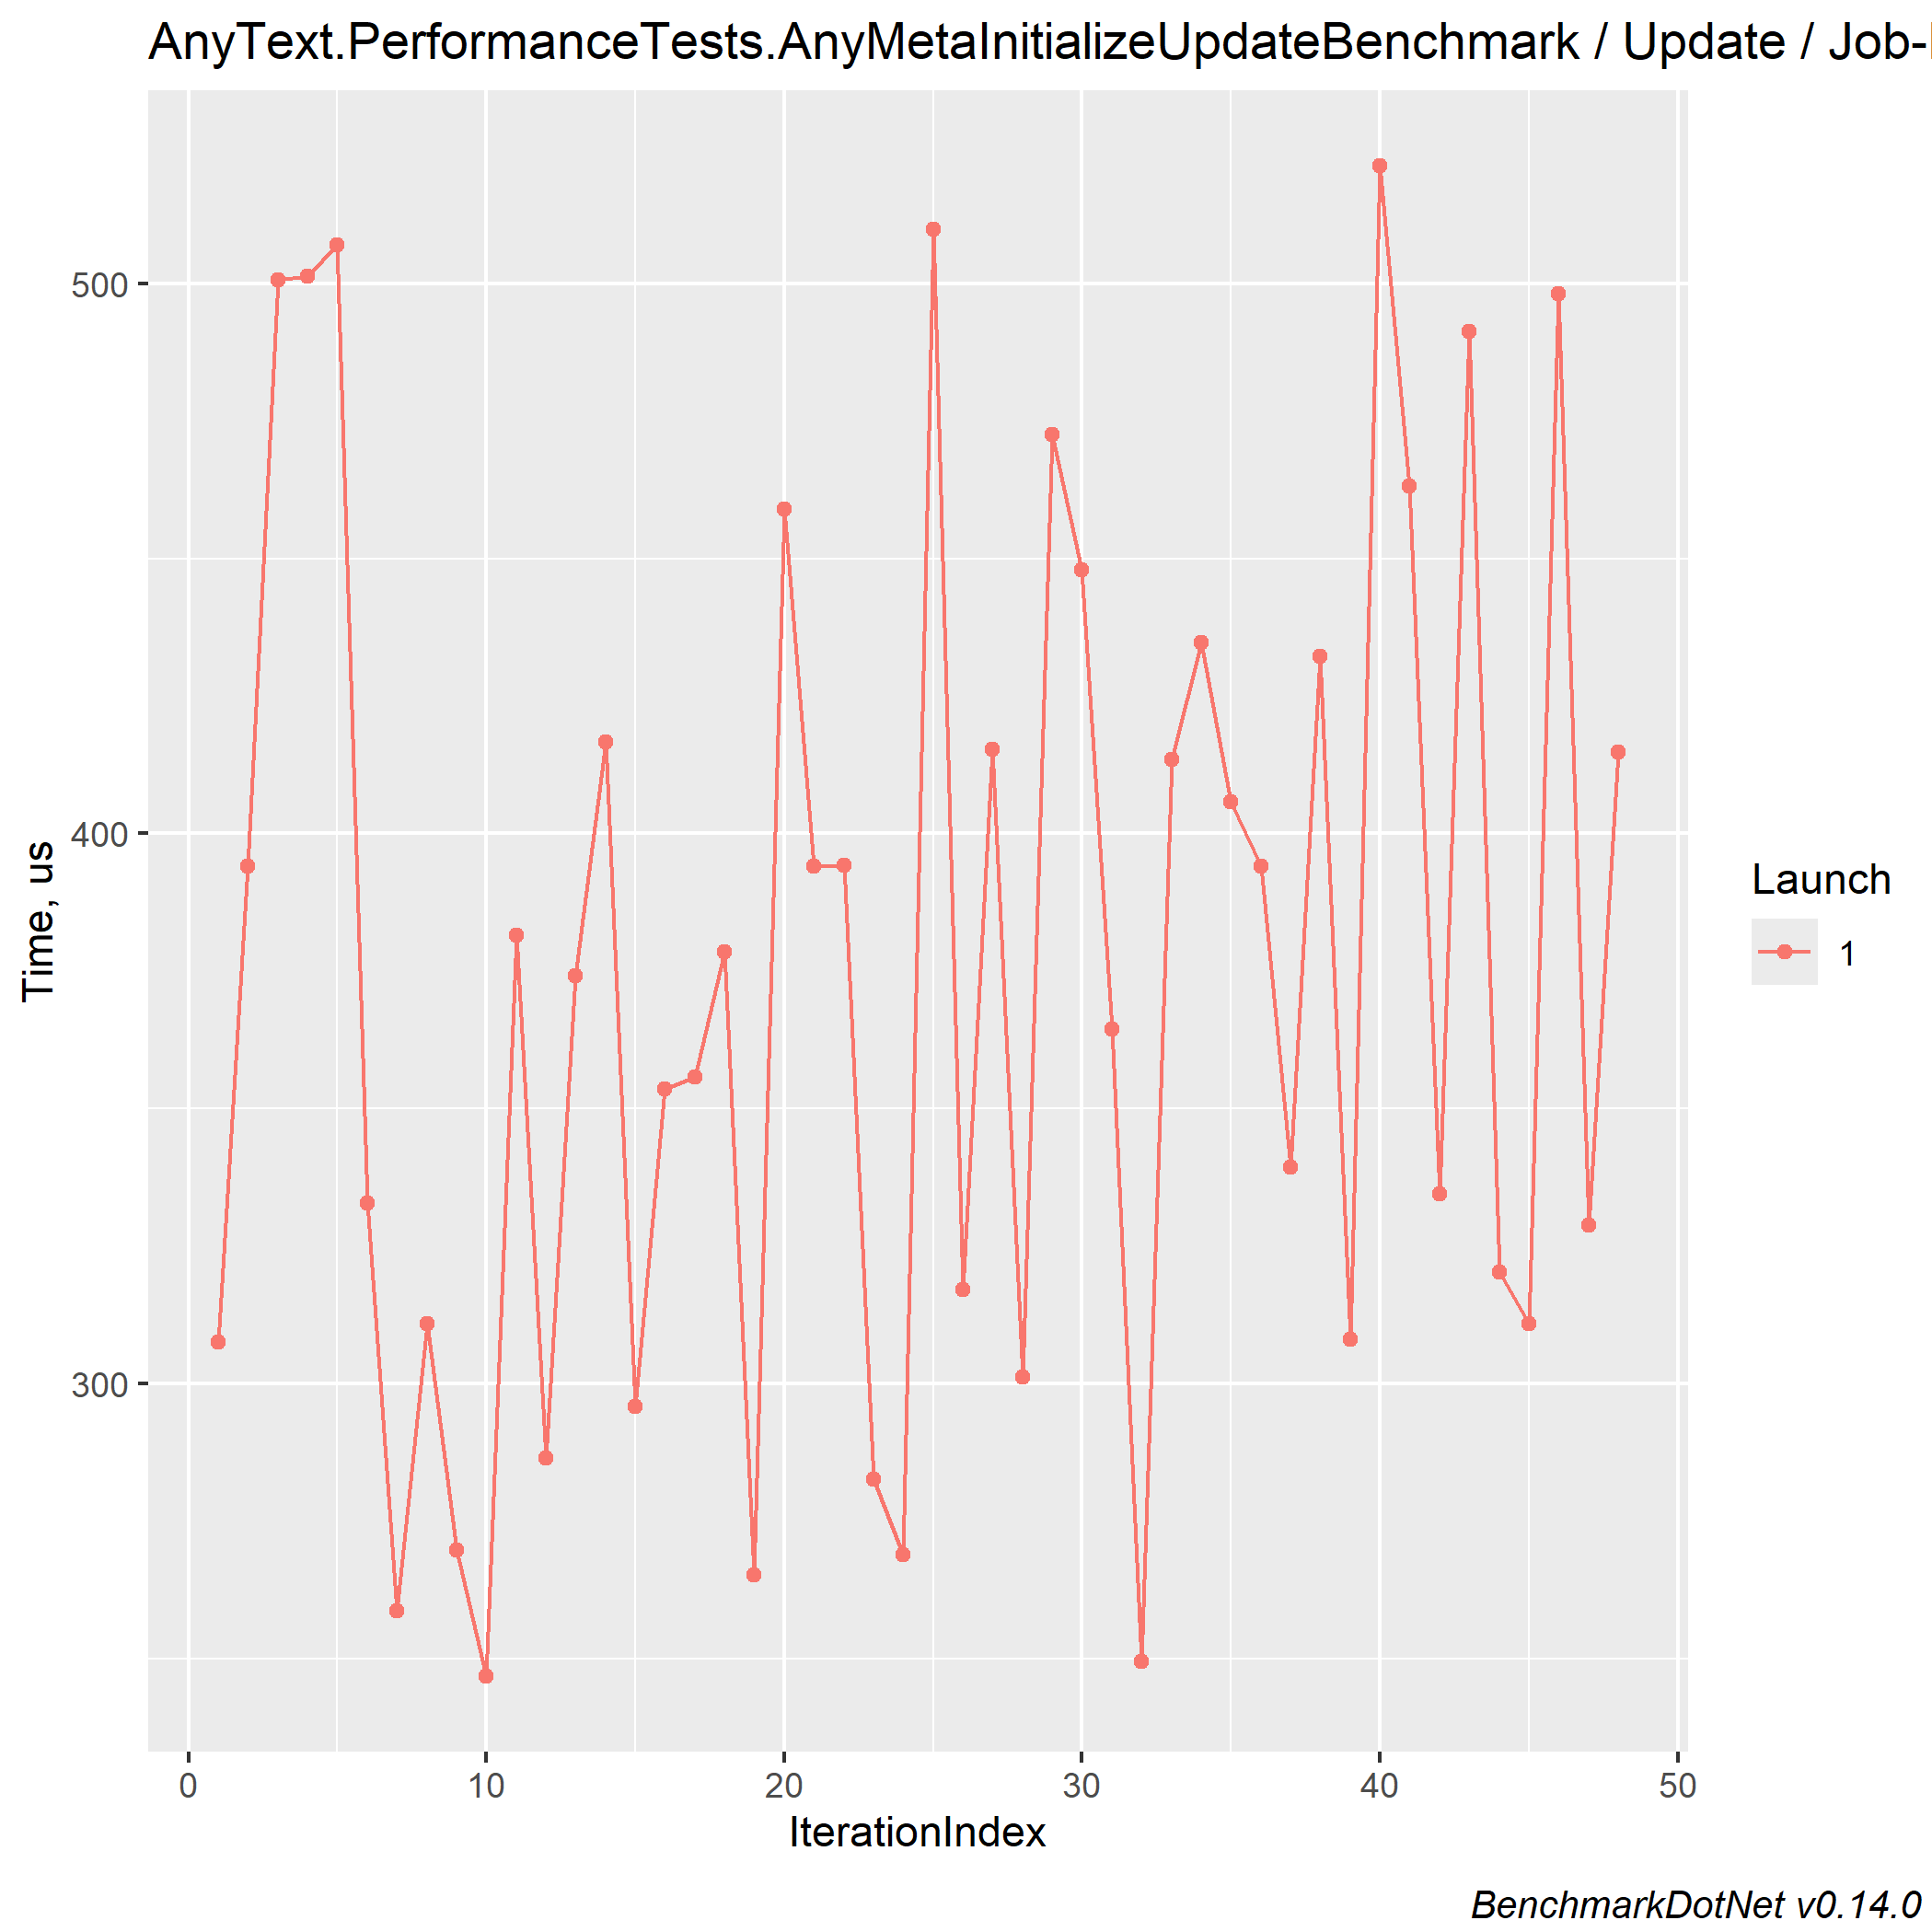 AnyText.PerformanceTests.AnyMetaInitializeUpdateBenchmark / Update / Job-
500
400
300
Time, us
0 10 20 30 40 50
IterationIndex
Launch
1
BenchmarkDotNet v0.14.0